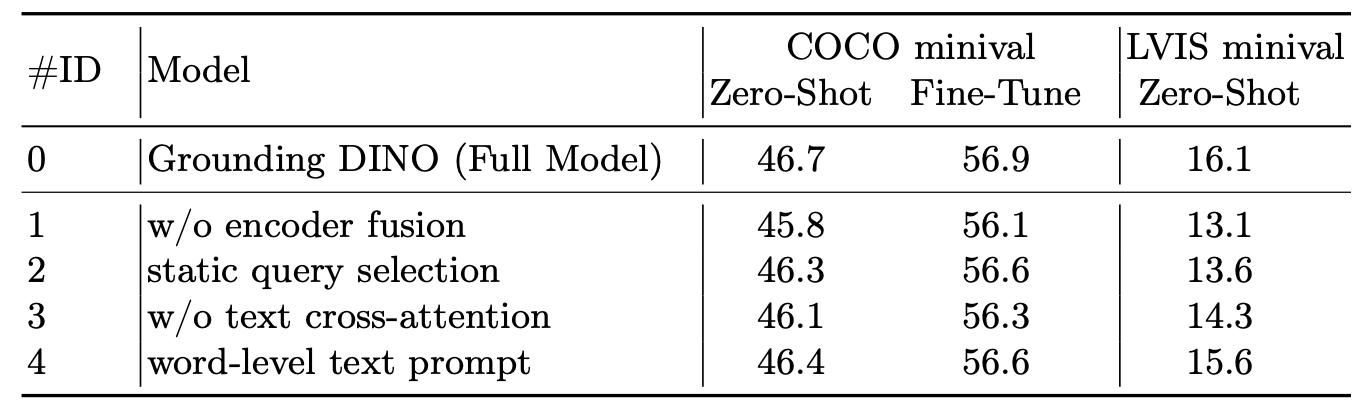 #ID Model COCO minival LVIS minival
Zero-Shot Fine-Tune Zero-Shot
0 Grounding DINO (Full Model) 46.7 56.9 16.1
1 w/o encoder fusion 45.8 56.1 13.1
2 static query selection 46.3 56.6 13.6
3 w/o text cross-attention 46.1 56.3 14.3
4 word-level text prompt 46.4 56.6 15.6